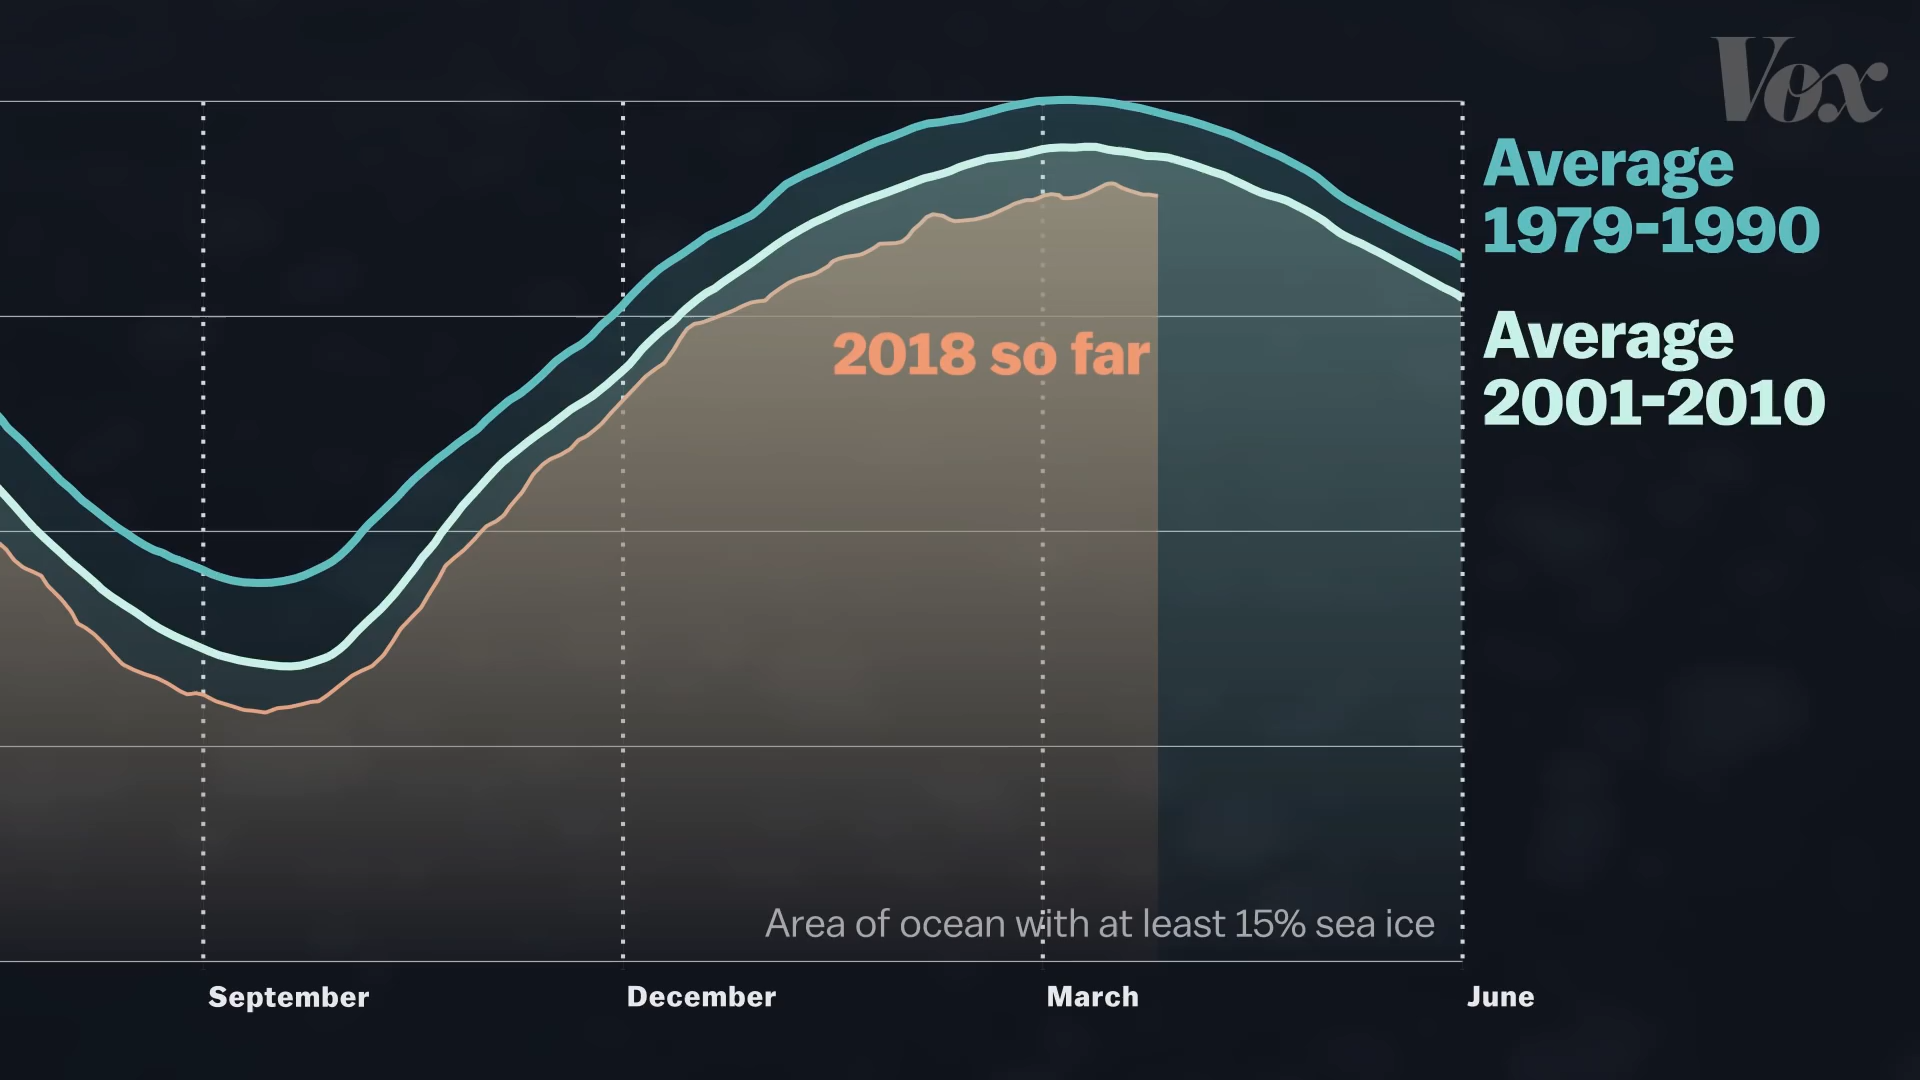 Vox
Average
1979-1990
Average
2001-2010
2018 so far
Area of ocean with at least 15% sea ice
September
December
March
June